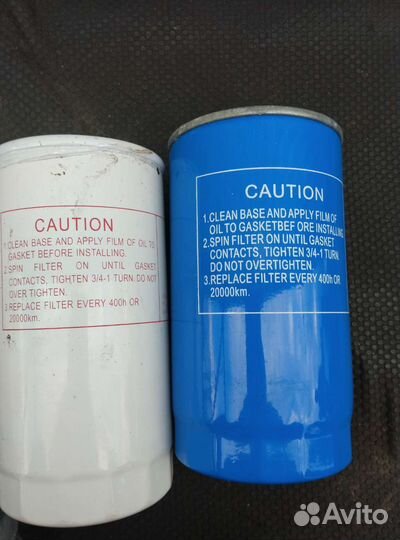 CAUTION
1.CLEAN BASE AND APPLY FILM OF OIL TO
GASKET BEFORE INSTALLING.
2.SPIN FILTER ON UNTIL GASKET
CONTACTS, TIGHTEN 3/4-1 TURN.DO NOT
OVER TIGHTEN.
3.REPLACE FILTER EVERY 400h OR
20000km.
CAUTION
1.CLEAN BASE AND APPLY FILM OF
OIL TO GASKETBEF ORE INSTALLING.
2.SPIN FILTER ON UNTIL GASKET
CONTACTS, TIGHTEN 3/4-1 TURN.
DO NOT OVERTIGHTEN.
3.REPLACE FILTER EVERY 400h OR
20000km.
Avito